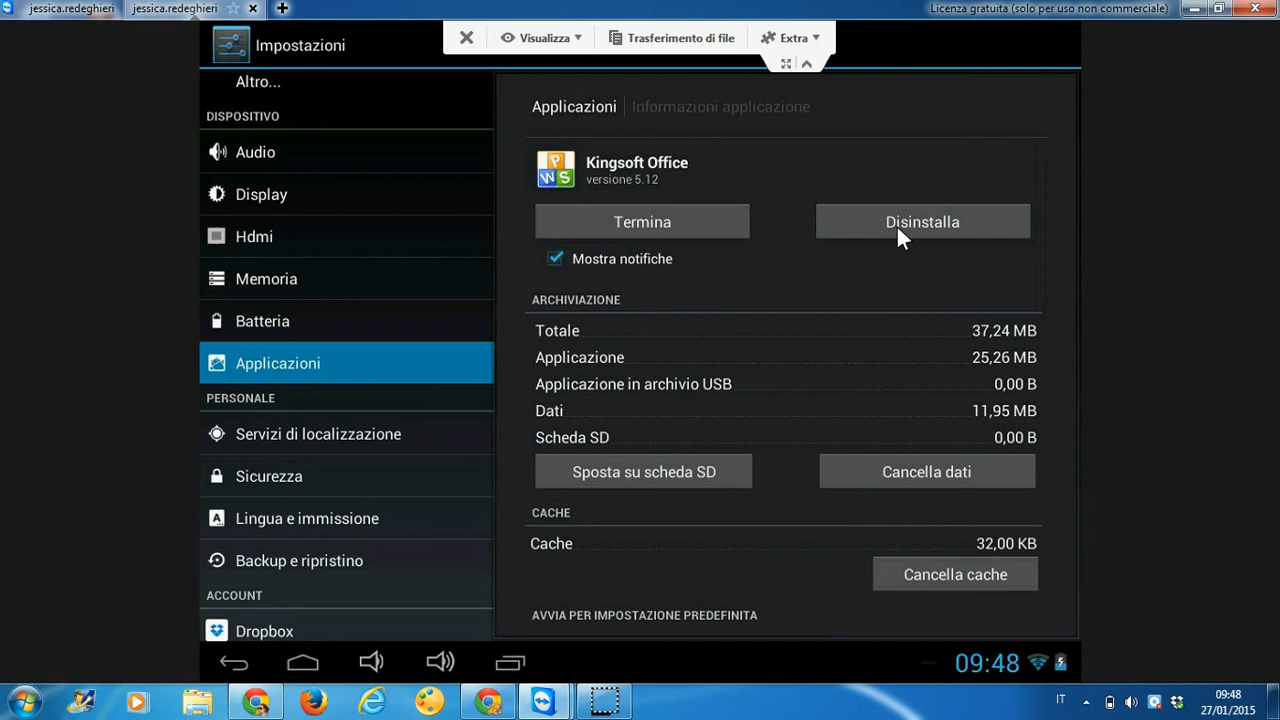 jessica.redeghieri
jessica.redeghieri
Licenza gratuita (solo per uso non commerciale)
Impostazioni
Visualizza
Trasferimento di file
Extra
Altro...
DISPOSITIVO
Audio
Display
Hdmi
Memoria
Batteria
Applicazioni
PERSONALE
Servizi di localizzazione
Sicurezza
Lingua e immissione
Backup e ripristino
ACCOUNT
Dropbox
Applicazioni
Informazioni applicazione
P
W S
Kingsoft Office
versione 5.12
Termina
Disinstalla
Mostra notifiche
ARCHIVIAZIONE
Totale 37,24 MB
Applicazione 25,26 MB
Applicazione in archivio USB 0,00 B
Dati 11,95 MB
Scheda SD 0,00 B
Sposta su scheda SD
Cancella dati
CACHE
Cache 32,00 KB
Cancella cache
AVVIA PER IMPOSTAZIONE PREDEFINITA
09:48
IT
09:48
27/01/2015